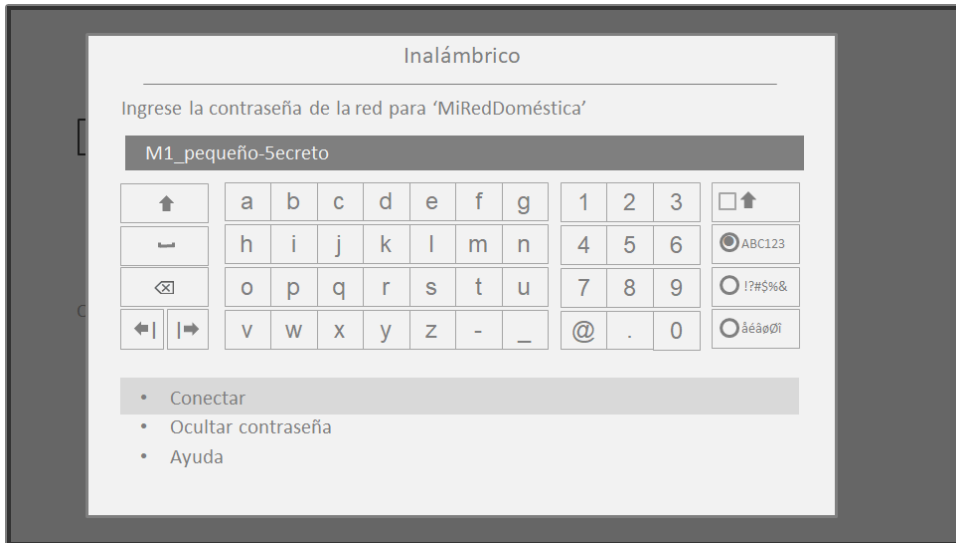 Inalámbrico
Ingrese la contraseña de la red para ‘MiRedDoméstica’
M1_pequeño-5ecreto
a b c d e f g 1 2 3
h i j k l m n 4 5 6 ABC123
o p q r s t u 7 8 9 !?#$%&
v w x y z - _ @ . 0 åéâøØî
• Conectar
• Ocultar contraseña
• Ayuda